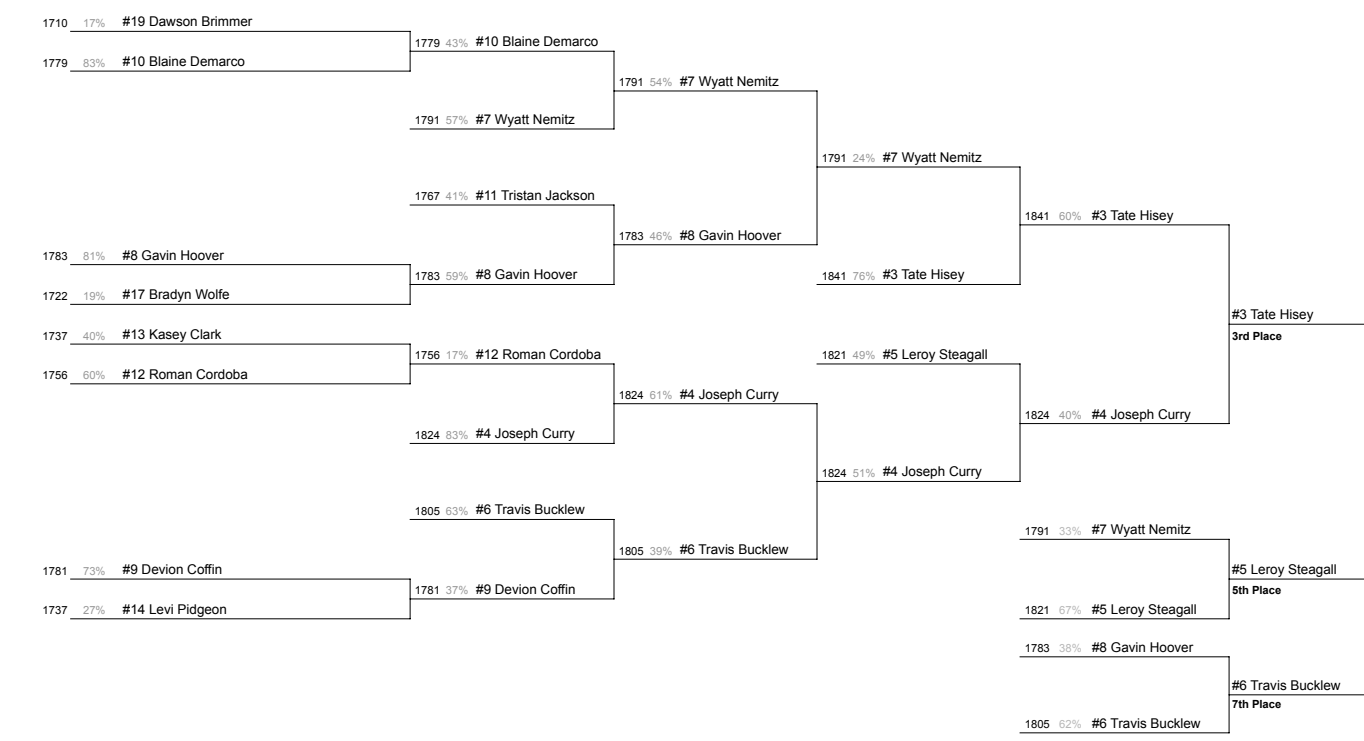 1710 17% #19 Dawson Brimmer
1779 43% #10 Blaine Demarco
1779 83% #10 Blaine Demarco
1791 54% #7 Wyatt Nemitz
1791 57% #7 Wyatt Nemitz
1791 24% #7 Wyatt Nemitz
1767 41% #11 Tristan Jackson
1841 60% #3 Tate Hisey
1783 46% #8 Gavin Hoover
1783 81% #8 Gavin Hoover
1783 59% #8 Gavin Hoover
1841 76% #3 Tate Hisey
1722 19% #17 Bradyn Wolfe
#3 Tate Hisey
1737 40% #13 Kasey Clark
3rd Place
1756 17% #12 Roman Cordoba
1821 49% #5 Leroy Steagall
1756 60% #12 Roman Cordoba
1824 61% #4 Joseph Curry
1824 40% #4 Joseph Curry
1824 83% #4 Joseph Curry
1824 51% #4 Joseph Curry
1805 63% #6 Travis Bucklew
1791 33% #7 Wyatt Nemitz
1805 39% #6 Travis Bucklew
1781 73% #9 Devion Coffin
#5 Leroy Steagall
1781 37% #9 Devion Coffin
5th Place
1737 27% #14 Levi Pidgeon
1821 67% #5 Leroy Steagall
1783 38% #8 Gavin Hoover
#6 Travis Bucklew
7th Place
1805 62% #6 Travis Bucklew